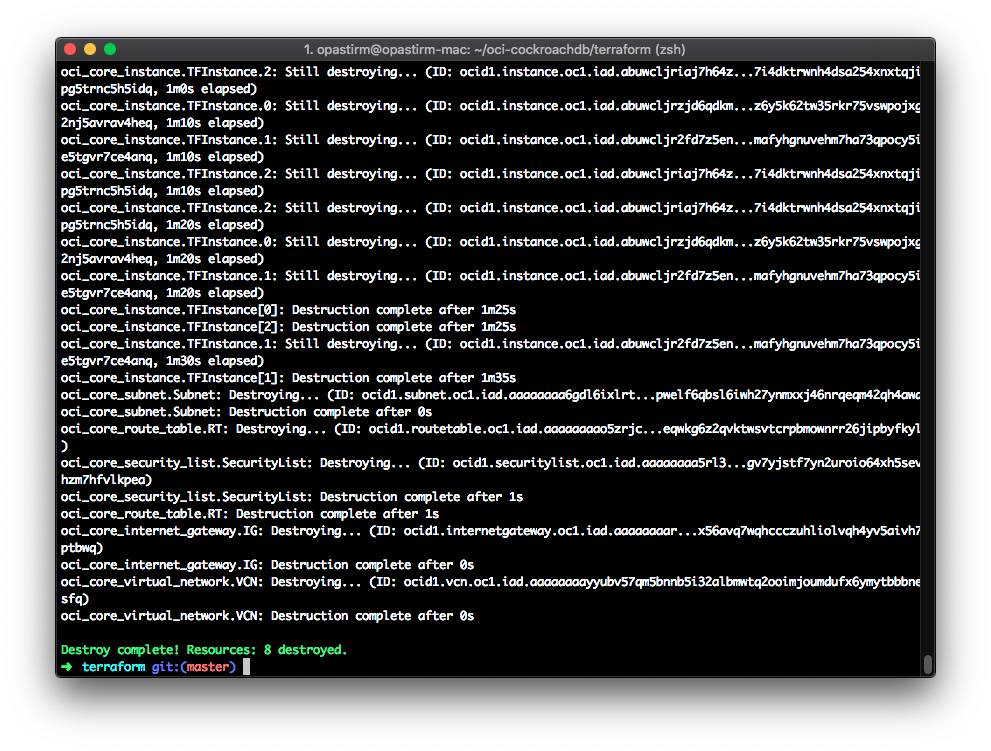 1. opastirm@opastirm-mac: ~/oci-cockroachdb/terraform (zsh)
oci_core_instance.TFInstance.2: Still destroying... (ID: ocid1.instance.oc1.iad.abuwcljriaj7h64z...7i4dktrwnh4dsa254xnxtqji
pg5trnc5h5idq, 1m0s elapsed)
oci_core_instance.TFInstance.0: Still destroying... (ID: ocid1.instance.oc1.iad.abuwcljrzjd6qdkm...z6y5k62tw35rkr75vswpojxg
2nj5avrav4heq, 1m10s elapsed)
oci_core_instance.TFInstance.1: Still destroying... (ID: ocid1.instance.oc1.iad.abuwcljr2fd7z5en...mafyhgnuvehm7ha73qpocy5i
e5tgvr7ce4anq, 1m10s elapsed)
oci_core_instance.TFInstance.2: Still destroying... (ID: ocid1.instance.oc1.iad.abuwcljriaj7h64z...7i4dktrwnh4dsa254xnxtqji
pg5trnc5h5idq, 1m10s elapsed)
oci_core_instance.TFInstance.2: Still destroying... (ID: ocid1.instance.oc1.iad.abuwcljriaj7h64z...7i4dktrwnh4dsa254xnxtqji
pg5trnc5h5idq, 1m20s elapsed)
oci_core_instance.TFInstance.0: Still destroying... (ID: ocid1.instance.oc1.iad.abuwcljrzjd6qdkm...z6y5k62tw35rkr75vswpojxg
2nj5avrav4heq, 1m20s elapsed)
oci_core_instance.TFInstance.1: Still destroying... (ID: ocid1.instance.oc1.iad.abuwcljr2fd7z5en...mafyhgnuvehm7ha73qpocy5i
e5tgvr7ce4anq, 1m20s elapsed)
oci_core_instance.TFInstance[0]: Destruction complete after 1m25s
oci_core_instance.TFInstance[2]: Destruction complete after 1m25s
oci_core_instance.TFInstance.1: Still destroying... (ID: ocid1.instance.oc1.iad.abuwcljr2fd7z5en...mafyhgnuvehm7ha73qpocy5i
e5tgvr7ce4anq, 1m30s elapsed)
oci_core_instance.TFInstance[1]: Destruction complete after 1m35s
oci_core_subnet.Subnet: Destroying... (ID: ocid1.subnet.oc1.iad.aaaaaaaa6gdl6ixlrt...pwelf6qbsl6iwh27ynmxxj46nrqeqm42qh4awa
oci_core_subnet.Subnet: Destruction complete after 0s
oci_core_route_table.RT: Destroying... (ID: ocid1.routetable.oc1.iad.aaaaaaaao5zrjc...eqwkg6z2qvktwsvtcrpbmownrr26jipbyfkyl
)
oci_core_security_list.SecurityList: Destroying... (ID: ocid1.securitylist.oc1.iad.aaaaaaaa5rl3...gv7yjstf7yn2uroio64xh5sev
hzm7hfvlkpea)
oci_core_security_list.SecurityList: Destruction complete after 1s
oci_core_route_table.RT: Destruction complete after 1s
oci_core_internet_gateway.IG: Destroying... (ID: ocid1.internetgateway.oc1.iad.aaaaaaaar...x56avq7wqhccczuhliolvqh4yv5aivh7
ptbwq)
oci_core_internet_gateway.IG: Destruction complete after 0s
oci_core_virtual_network.VCN: Destroying... (ID: ocid1.vcn.oc1.iad.aaaaaaaayyubv57qm5bnnb5i32albmwtq2ooimjoumdufx6ymytbbbne
sfq)
oci_core_virtual_network.VCN: Destruction complete after 0s
Destroy complete! Resources: 8 destroyed.
➜ terraform git:(master)